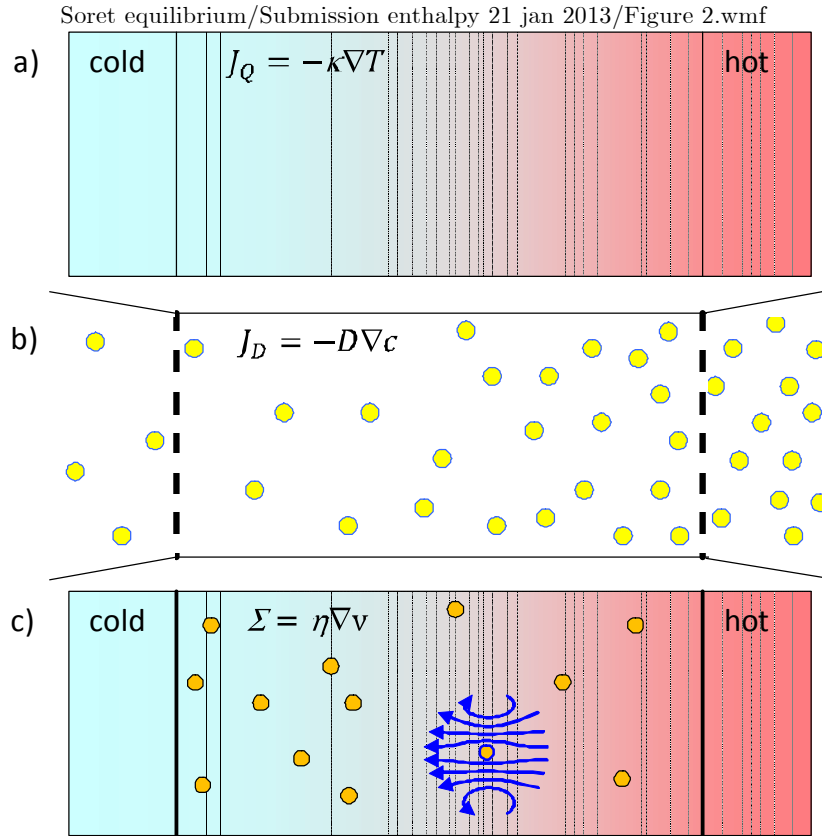 Soret equilibrium/Submission enthalpy 21 jan 2013/Figure 2.wmf
a)
cold
J_Q = −κ∇T
hot
b)
J_D = −D∇c
c)
cold
Σ = η∇v
hot